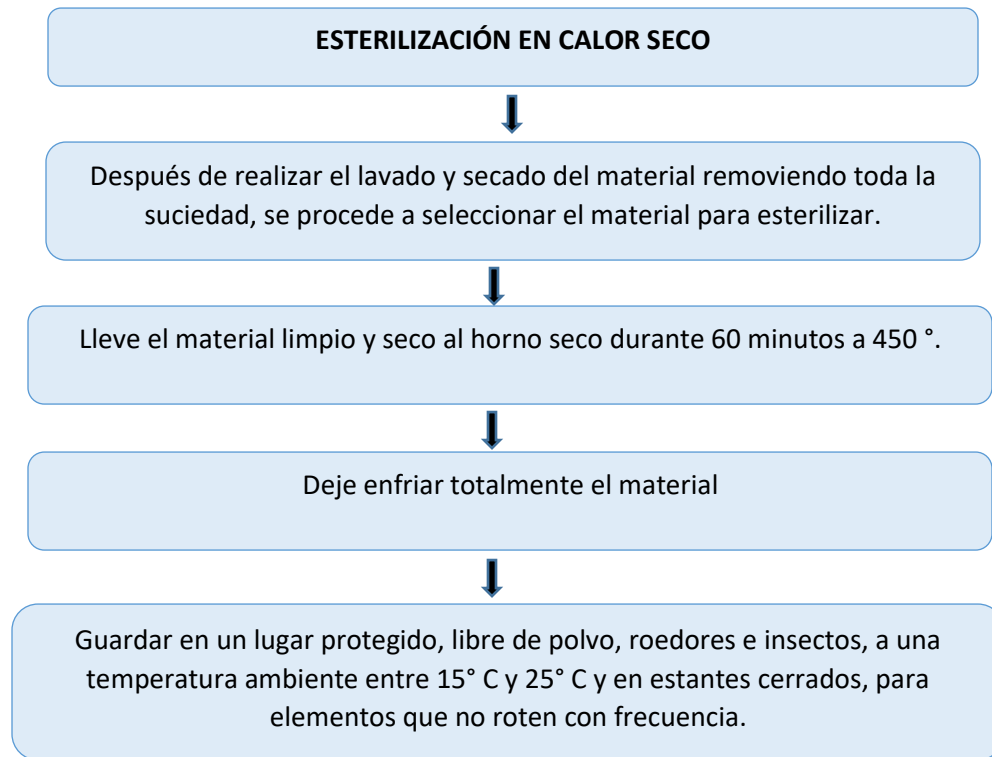 ESTERILIZACIÓN EN CALOR SECO
Después de realizar el lavado y secado del material removiendo toda la
suciedad, se procede a seleccionar el material para esterilizar.
Lleve el material limpio y seco al horno seco durante 60 minutos a 450 °.
Deje enfriar totalmente el material
Guardar en un lugar protegido, libre de polvo, roedores e insectos, a una
temperatura ambiente entre 15° C y 25° C y en estantes cerrados, para
elementos que no roten con frecuencia.